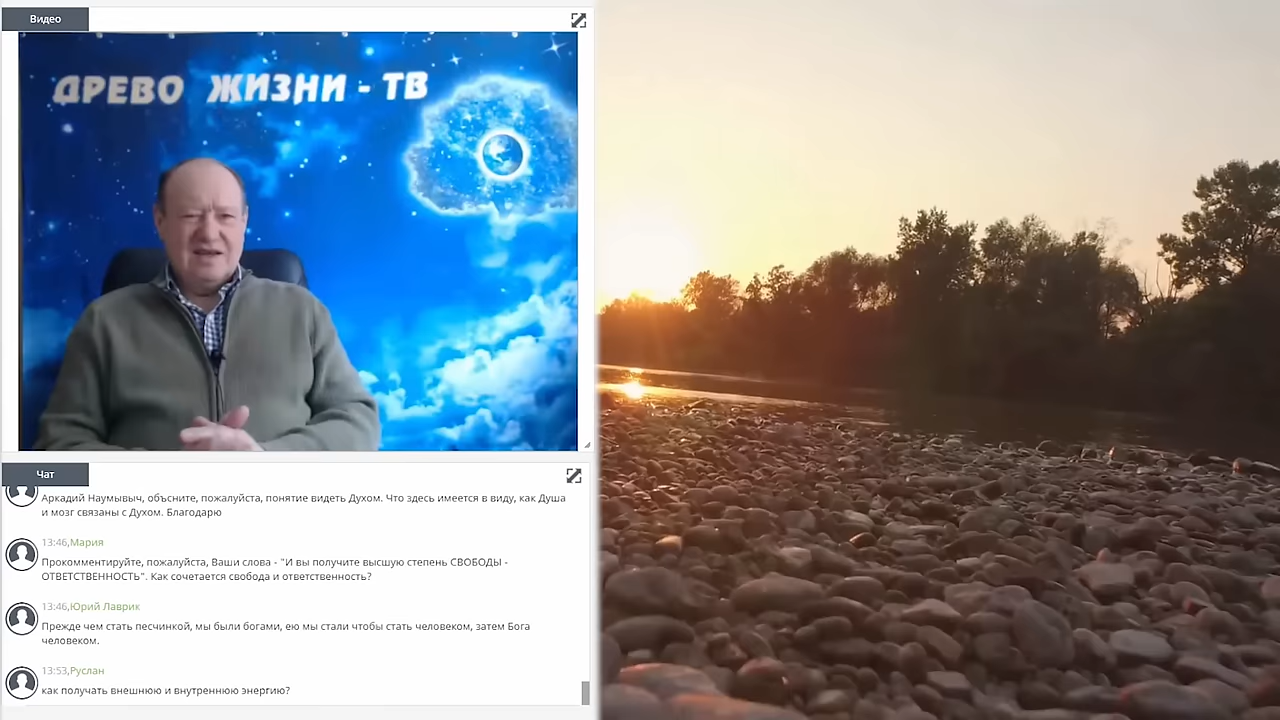 Видео
ДРЕВО ЖИЗНИ - ТВ
Чат
Аркадий Наумывыч, объсните, пожалуйста, понятие видеть Духом. Что здесь имеется в виду, как Душа
и мозг связаны с Духом. Благодарю
13:46,Мария
Прокомментируйте, пожалуйста, Ваши слова - "И вы получите высшую степень СВОБОДЫ -
ОТВЕТСТВЕННОСТЬ". Как сочетается свобода и ответственность?
13:46,Юрий Лаврик
Прежде чем стать песчинкой, мы были богами, ею мы стали чтобы стать человеком, затем Бога
человеком.
13:53,Руслан
как получать внешнюю и внутреннюю энергию?